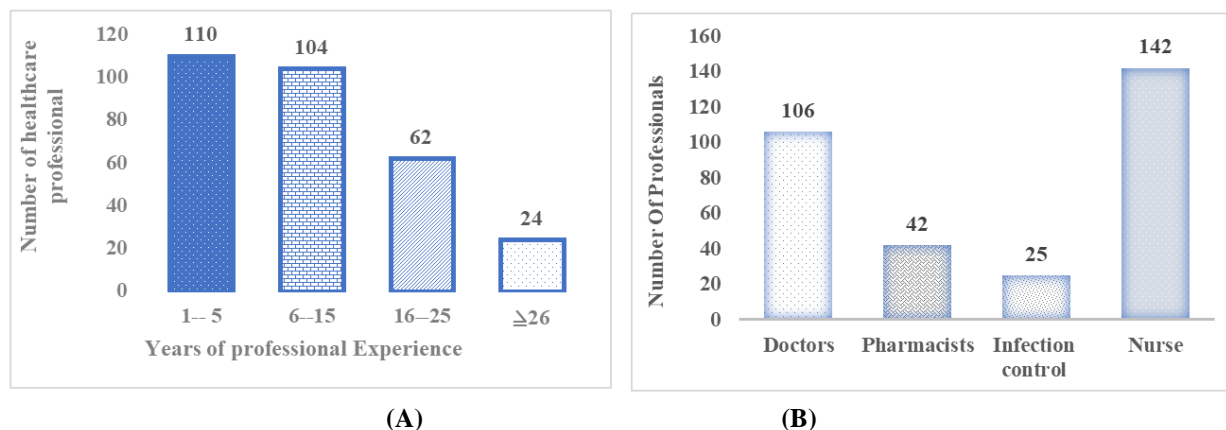 Number of healthcare
professional
120
100
80
60
40
20
0
110
104
62
24
1-- 5
6--15
16--25
≧26
Years of professional Experience
(A)
Number Of Professionals
160
140
120
100
80
60
40
20
0
106
42
25
142
Doctors
Pharmacists
Infection
control
Nurse
(B)